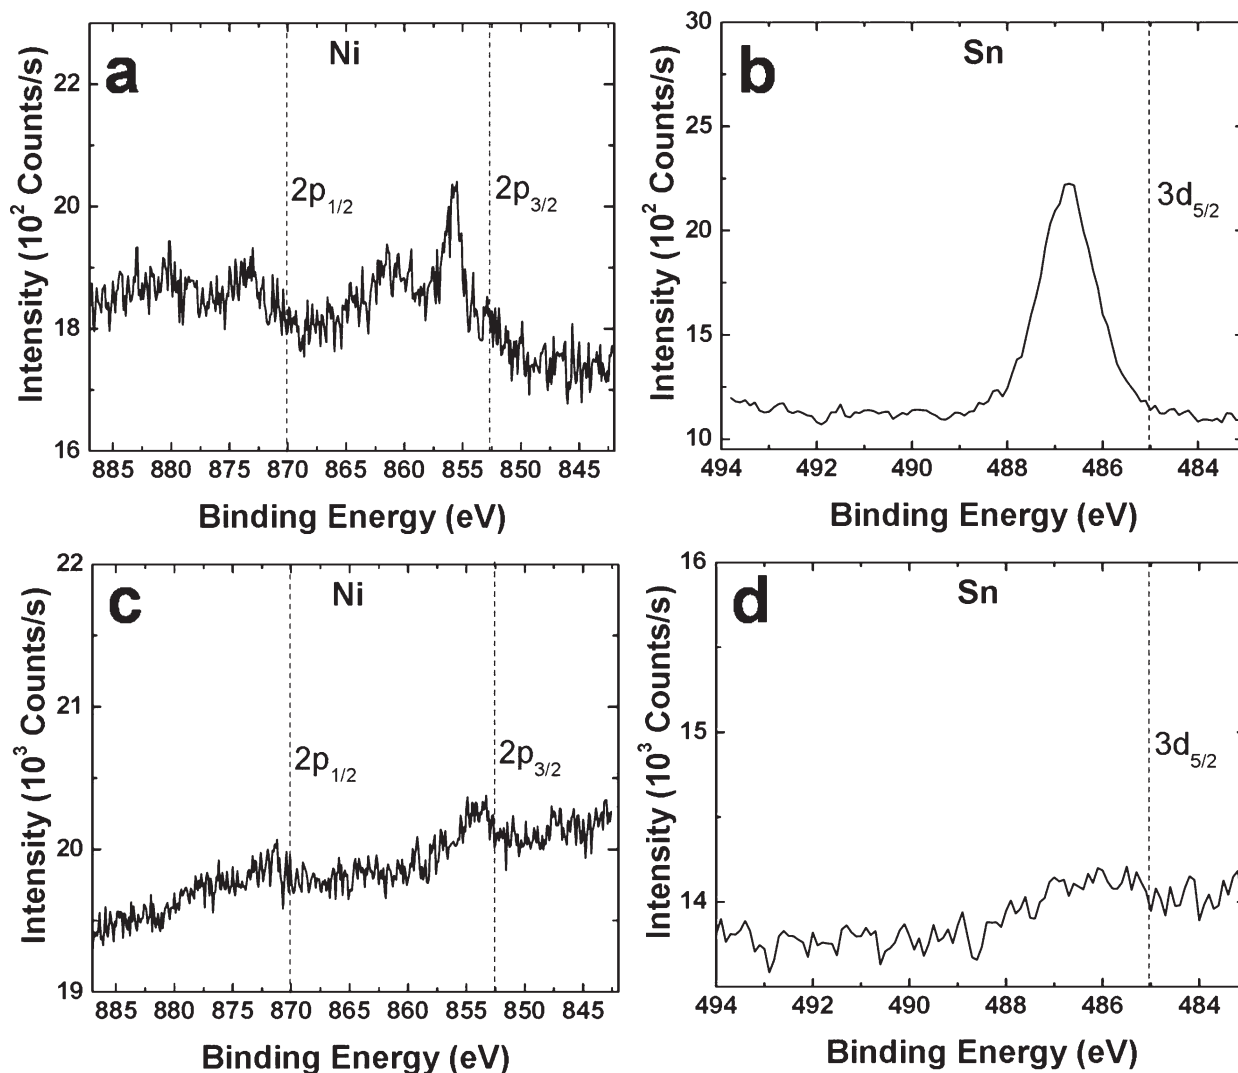 a
Ni
22
20
18
16
2p1/2
2p3/2
885 880 875 870 865 860 855 850 845
Binding Energy (eV)
Intensity (10² Counts/s)
b
Sn
30
25
20
15
10
3d5/2
494 492 490 488 486 484
Binding Energy (eV)
Intensity (10² Counts/s)
c
Ni
22
21
20
19
2p1/2
2p3/2
885 880 875 870 865 860 855 850 845
Binding Energy (eV)
Intensity (10³ Counts/s)
d
Sn
16
15
14
3d5/2
494 492 490 488 486 484
Binding Energy (eV)
Intensity (10³ Counts/s)